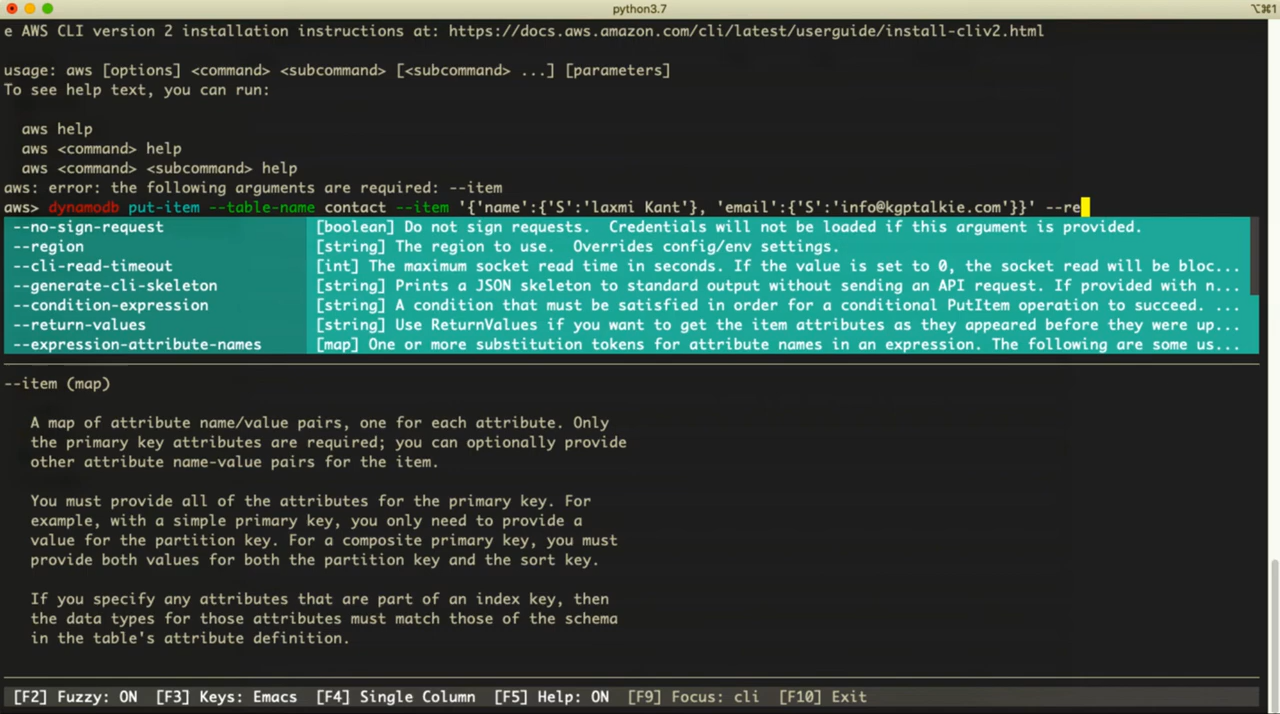 python3.7
⌥⌘1
e AWS CLI version 2 installation instructions at: https://docs.aws.amazon.com/cli/latest/userguide/install-cliv2.html
usage: aws [options] <command> <subcommand> [<subcommand> ...] [parameters]
To see help text, you can run:
aws help
aws <command> help
aws <command> <subcommand> help
aws: error: the following arguments are required: --item
aws> dynamodb put-item --table-name contact --item '{'name':{'S':'laxmi Kant'}, 'email':{'S':'info@kgptalkie.com'}}' --re
--no-sign-request [boolean] Do not sign requests.  Credentials will not be loaded if this argument is provided.
--region [string] The region to use.  Overrides config/env settings.
--cli-read-timeout [int] The maximum socket read time in seconds. If the value is set to 0, the socket read will be bloc...
--generate-cli-skeleton [string] Prints a JSON skeleton to standard output without sending an API request. If provided with n...
--condition-expression [string] A condition that must be satisfied in order for a conditional PutItem operation to succeed. ...
--return-values [string] Use ReturnValues if you want to get the item attributes as they appeared before they were up...
--expression-attribute-names [map] One or more substitution tokens for attribute names in an expression. The following are some us...
--item (map)
A map of attribute name/value pairs, one for each attribute. Only
the primary key attributes are required; you can optionally provide
other attribute name-value pairs for the item.
You must provide all of the attributes for the primary key. For
example, with a simple primary key, you only need to provide a
value for the partition key. For a composite primary key, you must
provide both values for both the partition key and the sort key.
If you specify any attributes that are part of an index key, then
the data types for those attributes must match those of the schema
in the table's attribute definition.
[F2] Fuzzy: ON [F3] Keys: Emacs [F4] Single Column [F5] Help: ON [F9] Focus: cli [F10] Exit